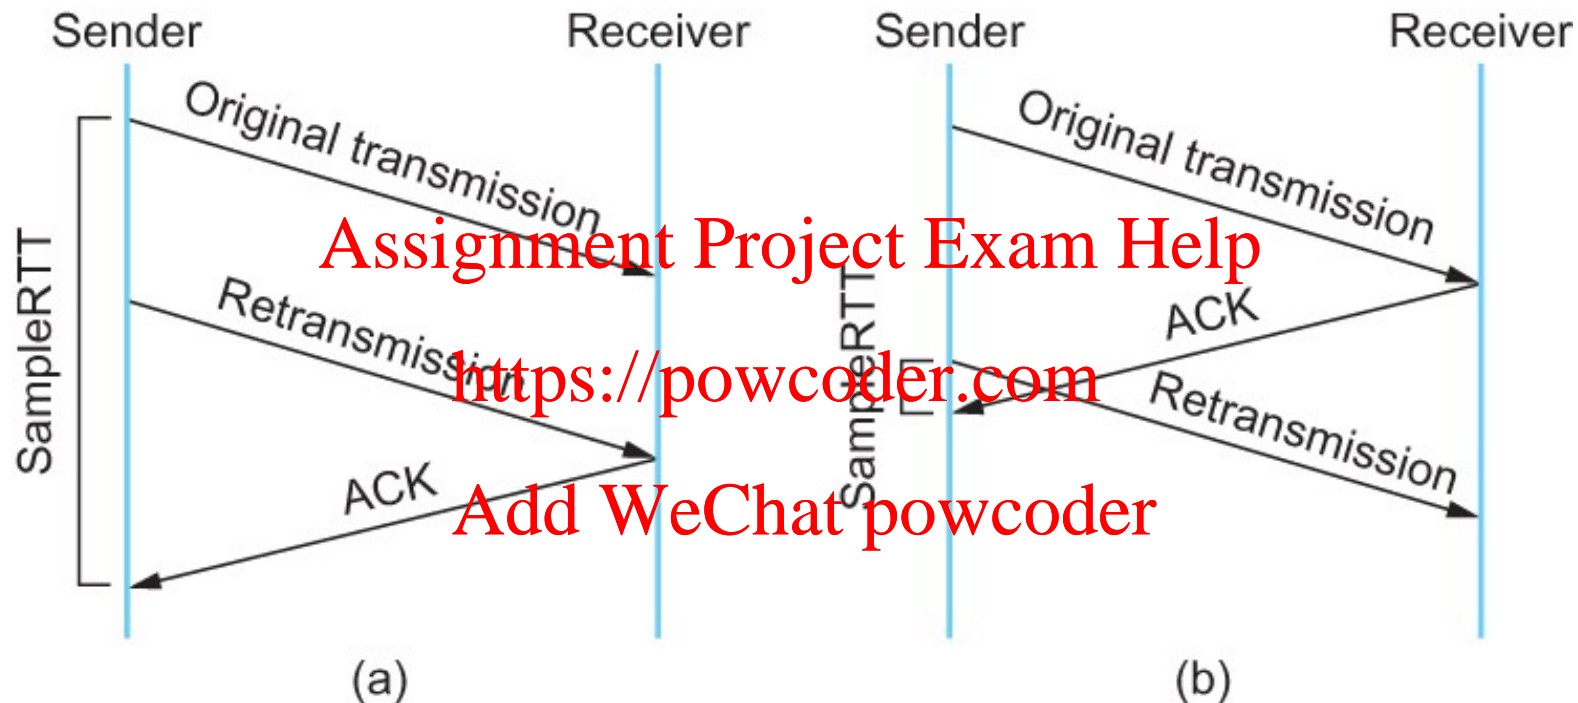 Sender
Receiver
Original transmission
Retransmission
ACK
SampleRTT
(a)
Sender
Receiver
Original transmission
ACK
Retransmission
SampleRTT
(b)
Assignment Project Exam Help
https://powcoder.com
Add WeChat powcoder